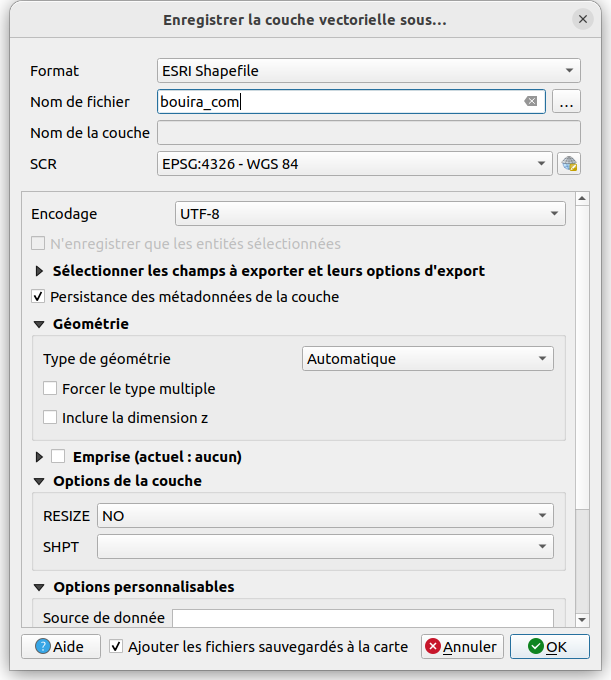 Enregistrer la couche vectorielle sous...
Format ESRI Shapefile
Nom de fichier bouira_com ...
Nom de la couche
SCR EPSG:4326 - WGS 84
Encodage UTF-8
N'enregistrer que les entités sélectionnées
Sélectionner les champs à exporter et leurs options d'export
Persistance des métadonnées de la couche
Géométrie
Type de géométrie Automatique
Forcer le type multiple
Inclure la dimension z
Emprise (actuel : aucun)
Options de la couche
RESIZE NO
SHPT
Options personnalisables
Source de donnée
Aide Ajouter les fichiers sauvegardés à la carte Annuler OK